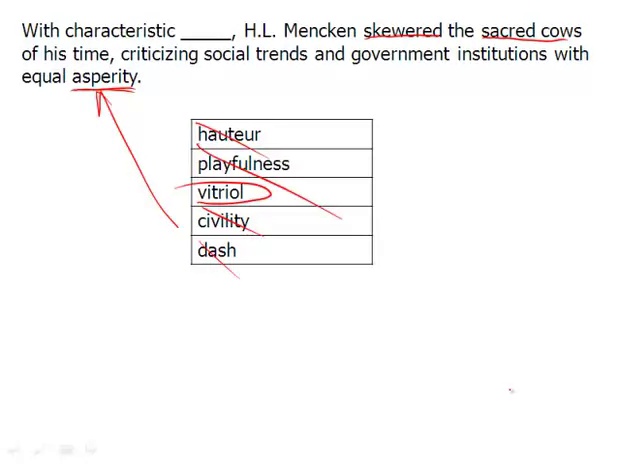 With characteristic _____, H.L. Mencken skewered the sacred cows
of his time, criticizing social trends and government institutions with
equal asperity.
hauteur
playfulness
vitriol
civility
dash